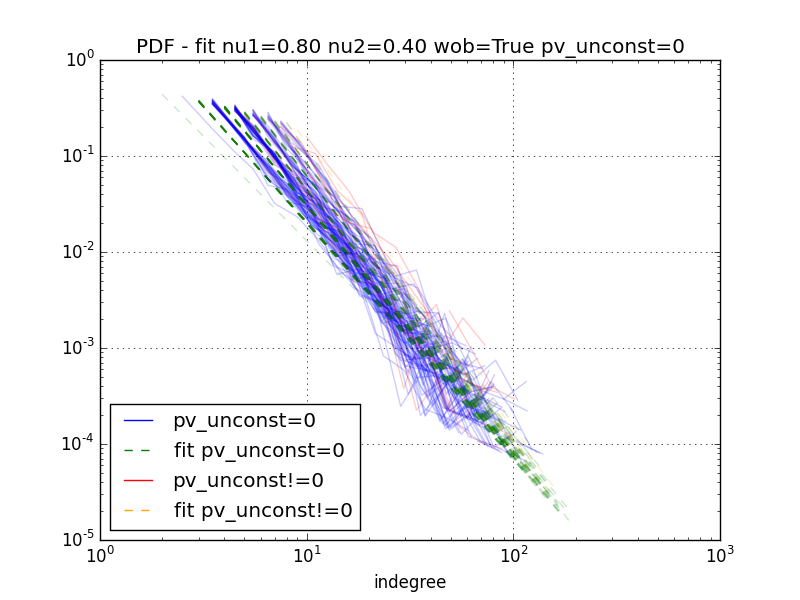 PDF - fit nu1=0.80 nu2=0.40 wob=True pv_unconst=0
10^0
10^-1
10^-2
10^-3
10^-4
10^-5
pv_unconst=0
fit pv_unconst=0
pv_unconst!=0
fit pv_unconst!=0
10^0 10^1 10^2 10^3
indegree